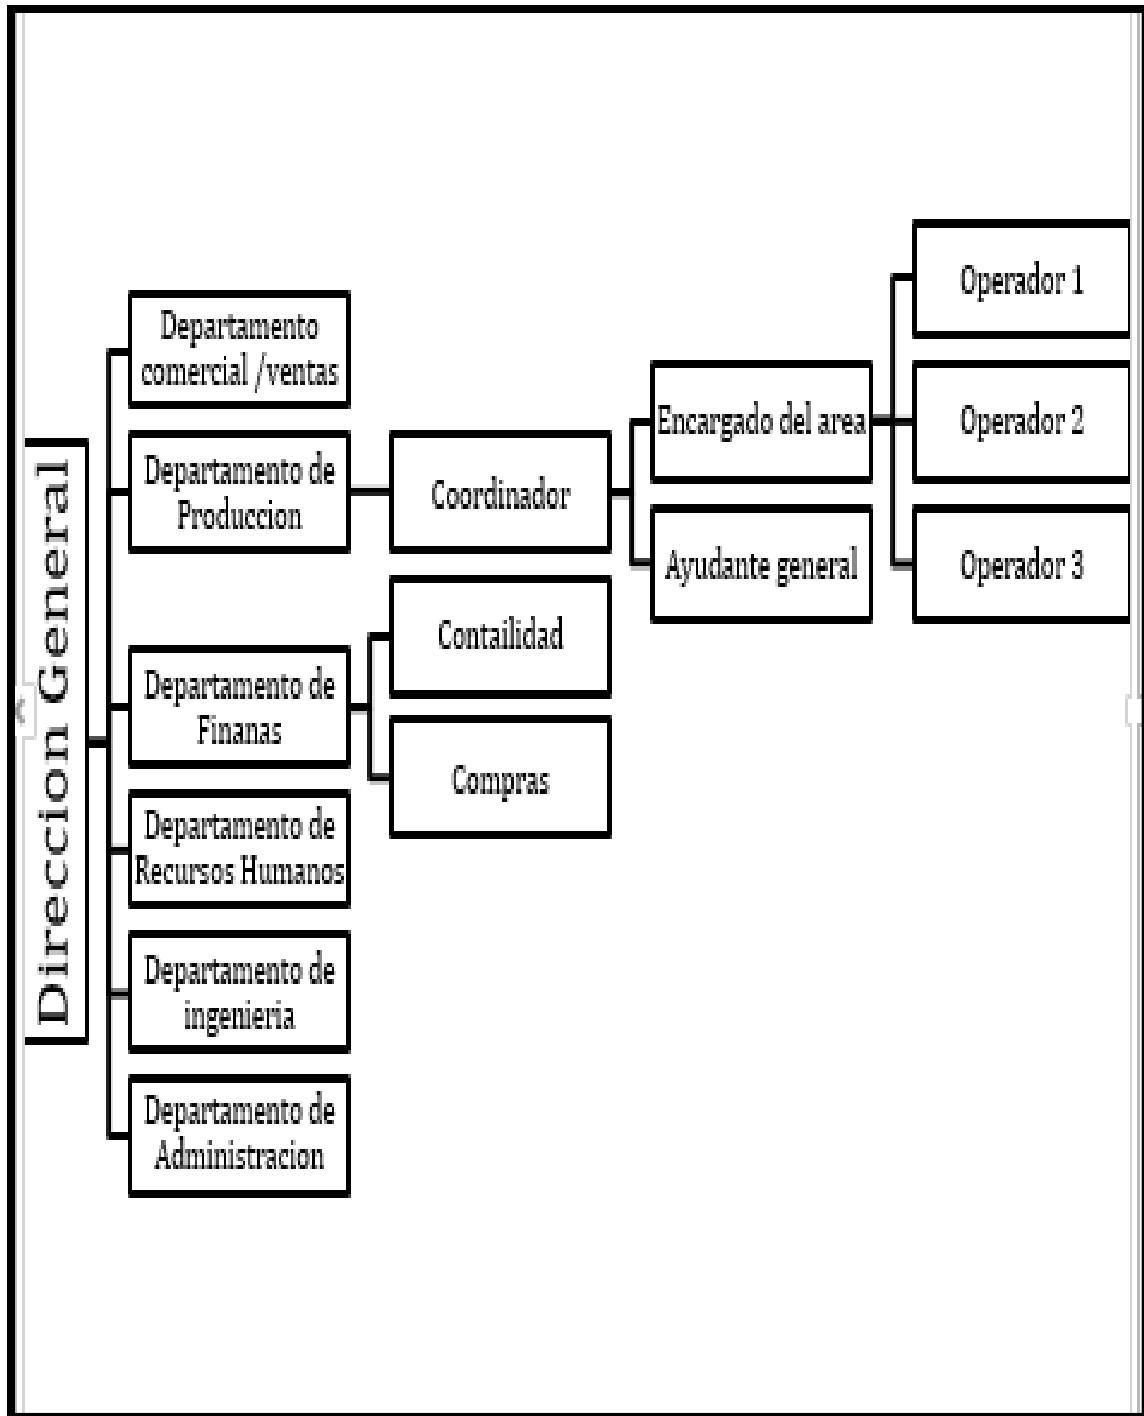 Direccion General
Departamento
comercial /ventas
Departamento de
Produccion
Departamento de
Finanas
Departamento de
Recursos Humanos
Departamento de
ingenieria
Departamento de
Administracion
Coordinador
Contailidad
Compras
Encargado del area
Ayudante general
Operador 1
Operador 2
Operador 3